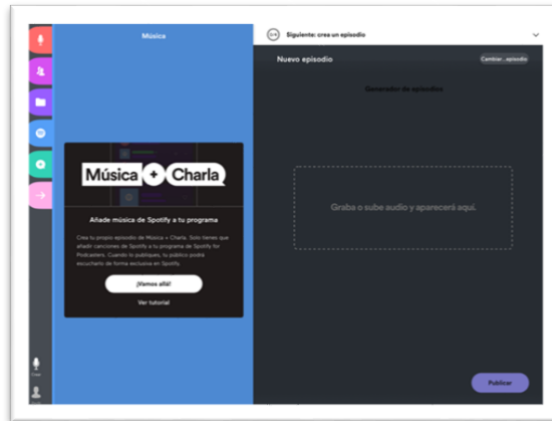 Música
Siguiente: crea un episodio
Nuevo episodio
Cambiar... episodio
Generador de episodios
Música + Charla
Añade música de Spotify a tu programa
Crea tu propio episodio de Música + Charla. Solo tienes que
añadir canciones de Spotify a tu programa de Spotify for
Podcasters. Cuando lo publiques, tu público podrá
escucharlo de forma exclusiva en Spotify.
¡Vamos allá!
Ver tutorial
Graba o sube audio y aparecerá aquí.
Publicar